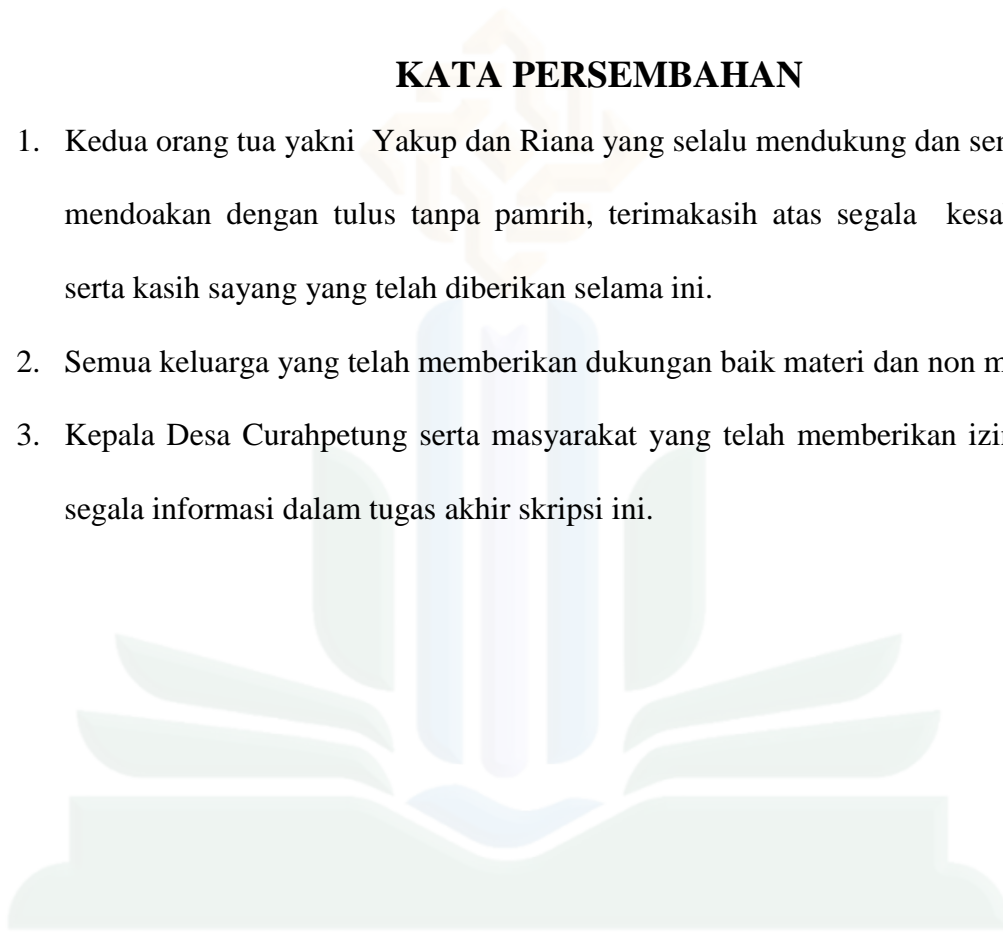 KATA PERSEMBAHAN
1. Kedua orang tua yakni Yakup dan Riana yang selalu mendukung dan
mendoakan dengan tulus tanpa pamrih, terimakasih atas segala
serta kasih sayang yang telah diberikan selama ini.
2. Semua keluarga yang telah memberikan dukungan baik materi dan non
3. Kepala Desa Curahpetung serta masyarakat yang telah memberikan
segala informasi dalam tugas akhir skripsi ini.